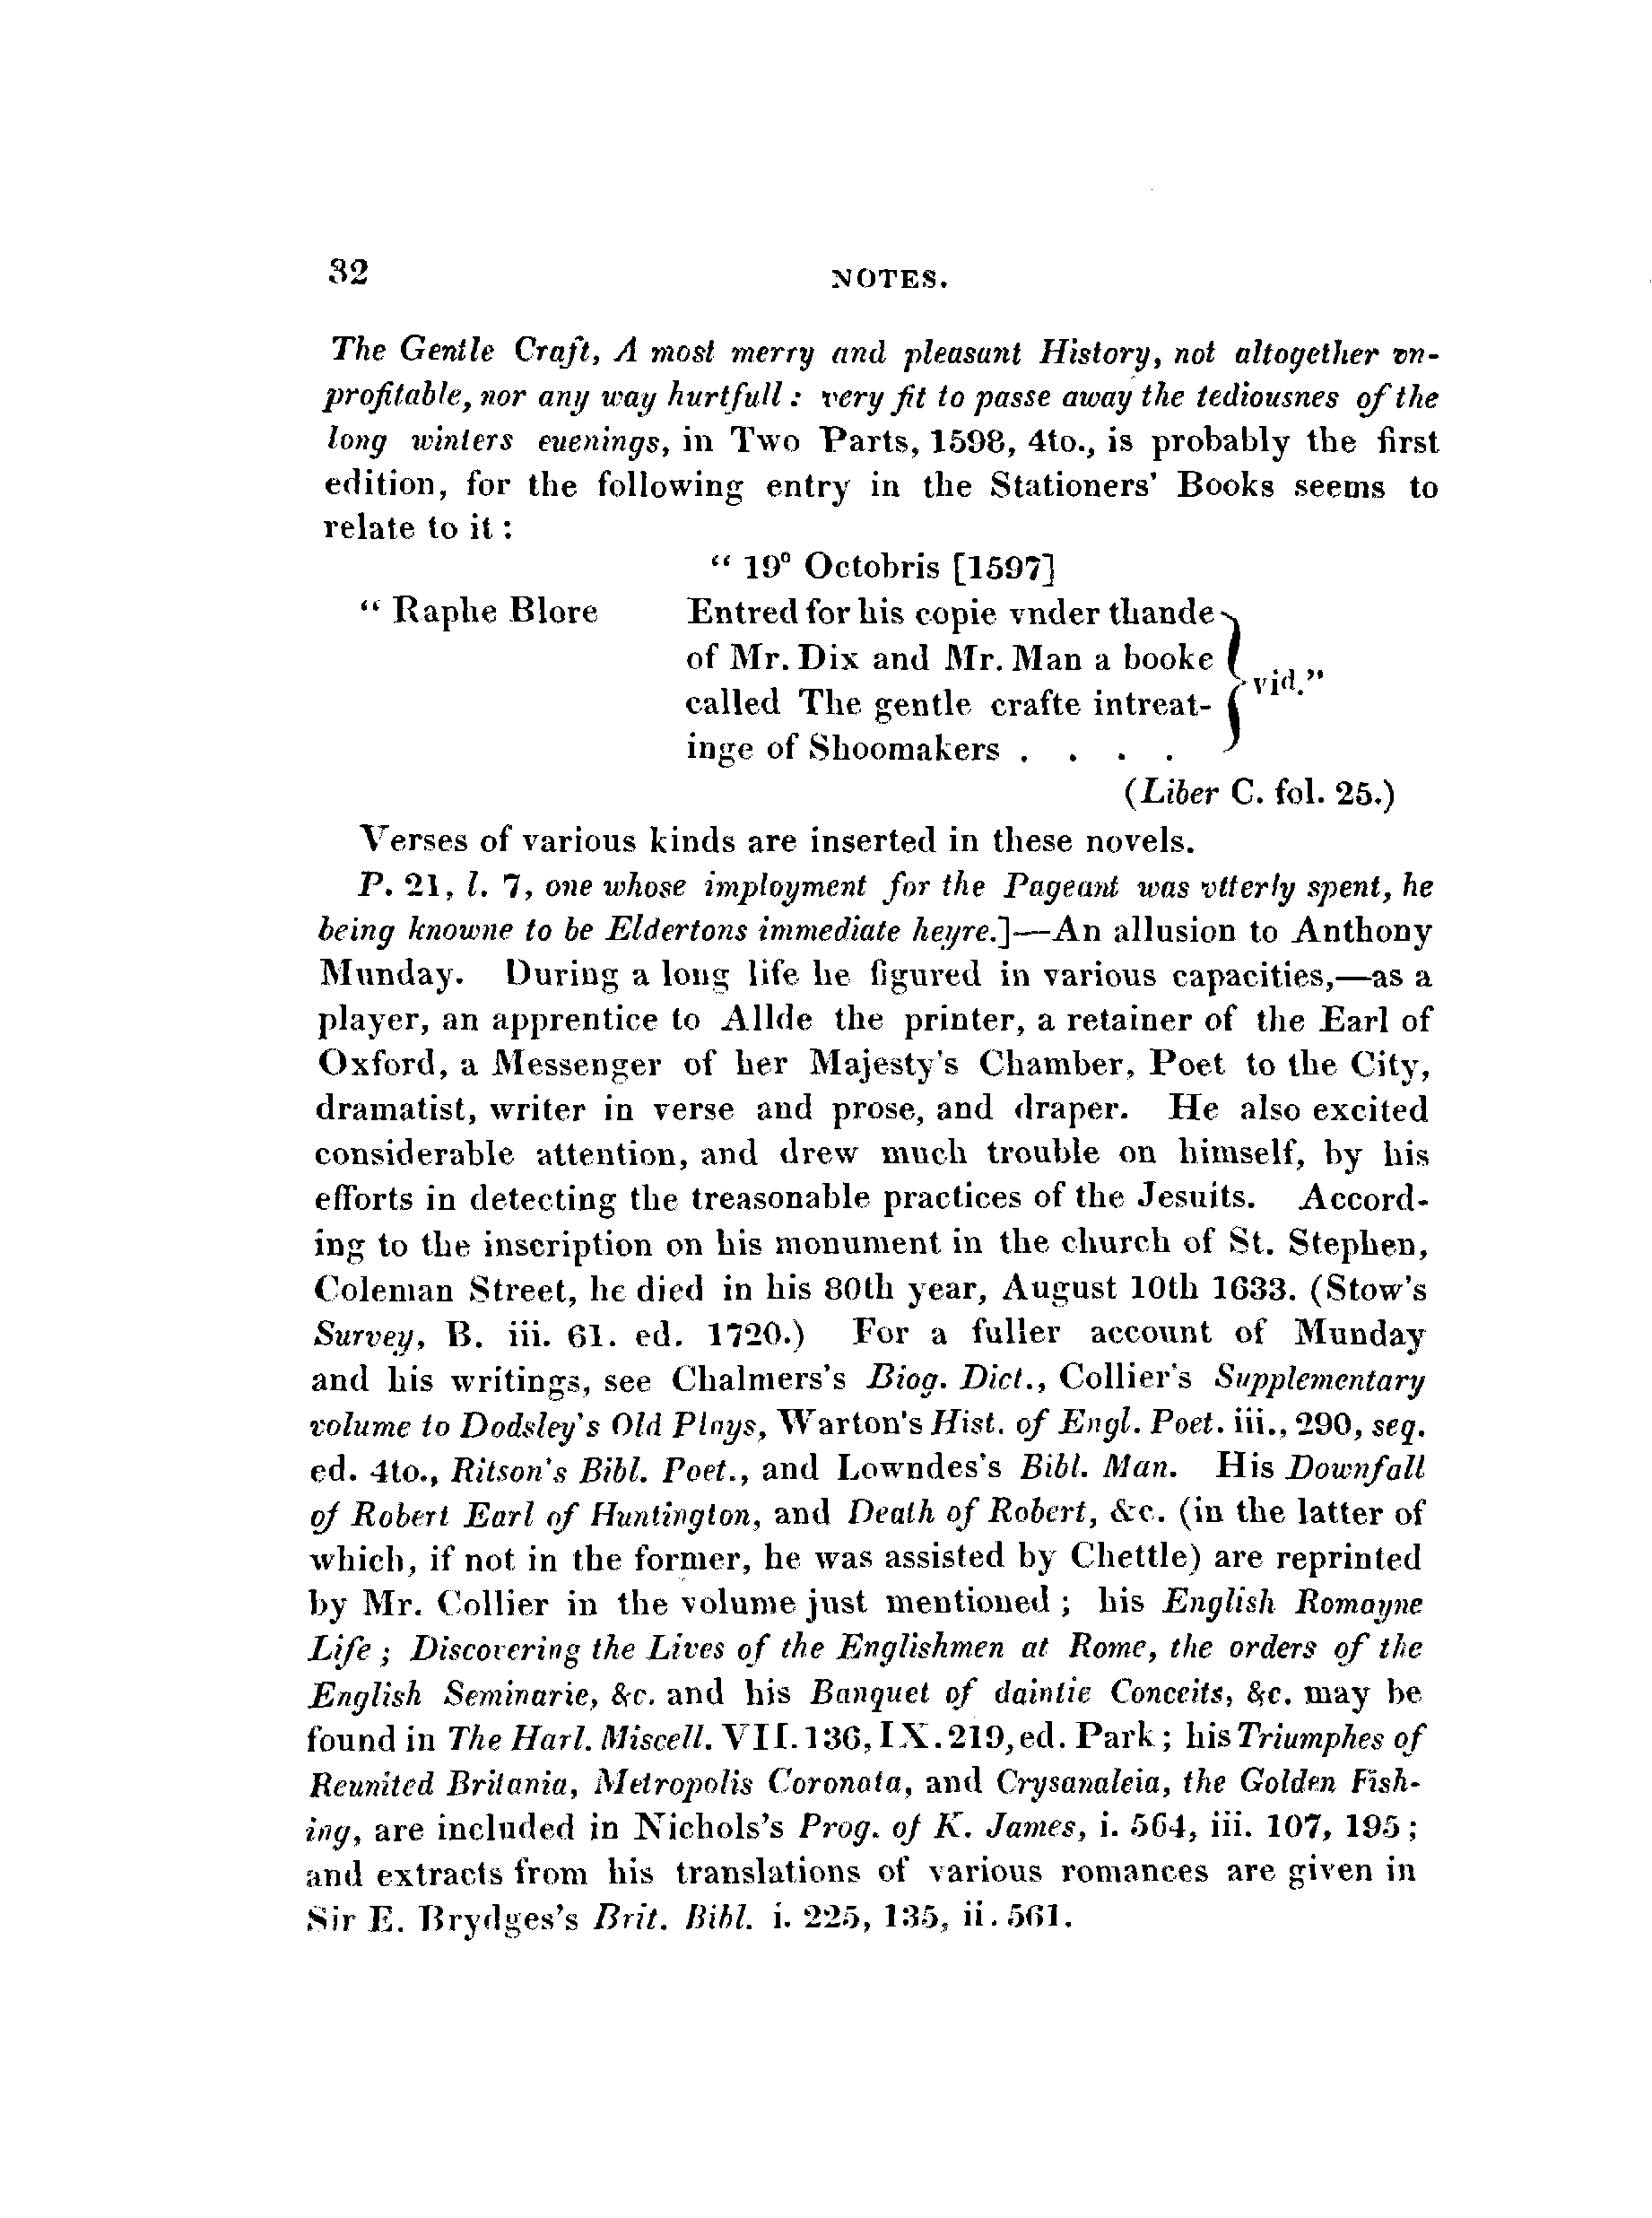 32
NOTES.
The Gentle Craft, A most merry and pleasant History, not altogether vn-
profitable, nor any way hurtfull: very fit to passe away the tediousnes of the
long winters euenings, in Two Parts, 1598, 4to., is probably the first
edition, for the following entry in the Stationers' Books seems to
relate to it:
“ 19° Octobris [1597]
“ Raphe Blore Entred for his copie vnder thande
of Mr. Dix and Mr. Man a booke
called The gentle crafte intreat- } vid.”
inge of Shoomakers . . . .
(Liber C. fol. 25.)
Verses of various kinds are inserted in these novels.
P. 21, l. 7, one whose imployment for the Pageant was vtterly spent, he
being knowne to be Eldertons immediate heyre.]—An allusion to Anthony
Munday. During a long life he figured in various capacities,—as a
player, an apprentice to Allde the printer, a retainer of the Earl of
Oxford, a Messenger of her Majesty's Chamber, Poet to the City,
dramatist, writer in verse and prose, and draper. He also excited
considerable attention, and drew much trouble on himself, by his
efforts in detecting the treasonable practices of the Jesuits. Accord-
ing to the inscription on his monument in the church of St. Stephen,
Coleman Street, he died in his 80th year, August 10th 1633. (Stow's
Survey, B. iii. 61. ed. 1720.) For a fuller account of Munday
and his writings, see Chalmers's Biog. Dict., Collier's Supplementary
volume to Dodsley's Old Plays, Warton's Hist. of Engl. Poet. iii., 290, seq.
ed. 4to., Ritson's Bibl. Poet., and Lowndes's Bibl. Man. His Downfall
of Robert Earl of Huntington, and Death of Robert, &c. (in the latter of
which, if not in the former, he was assisted by Chettle) are reprinted
by Mr. Collier in the volume just mentioned; his English Romayne
Life; Discovering the Lives of the Englishmen at Rome, the orders of the
English Seminarie, &c. and his Banquet of daintie Conceits, &c. may be
found in The Harl. Miscell. VII. 136, IX. 219, ed. Park; his Triumphes of
Reunited Britania, Metropolis Coronata, and Crysanaleia, the Golden Fish-
ing, are included in Nichols's Prog. of K. James, i. 564, iii. 107, 195;
and extracts from his translations of various romances are given in
Sir E. Brydges's Brit. Bibl. i. 225, 135, ii. 561.